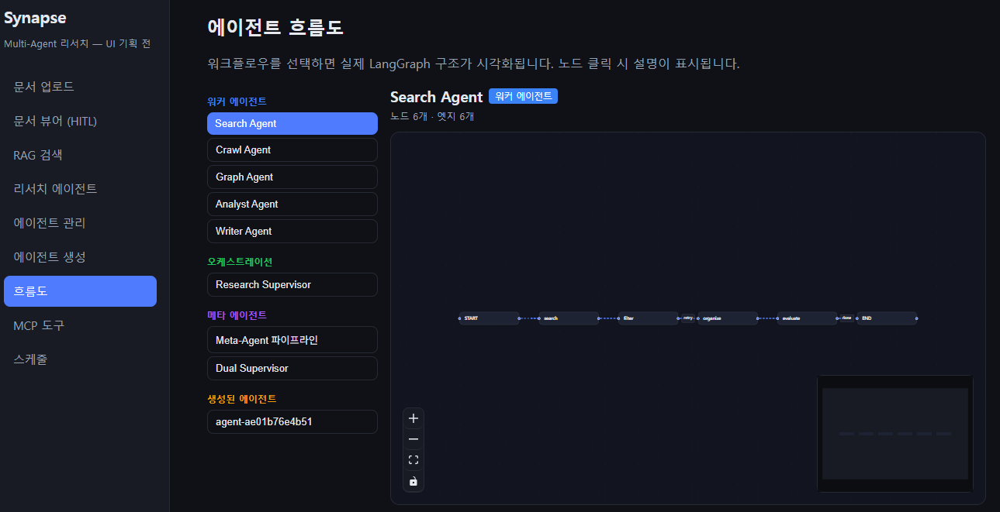 Synapse
Multi-Agent 리서치 — UI 기획 전
문서 업로드
문서 뷰어 (HITL)
RAG 검색
리서치 에이전트
에이전트 관리
에이전트 생성
흐름도
MCP 도구
스케줄
에이전트 흐름도
워크플로우를 선택하면 실제 LangGraph 구조가 시각화됩니다. 노드 클릭 시 설명이 표시됩니다.
워커 에이전트
Search Agent
Crawl Agent
Graph Agent
Analyst Agent
Writer Agent
오케스트레이션
Research Supervisor
메타 에이전트
Meta-Agent 파이프라인
Dual Supervisor
생성된 에이전트
agent-ae01b76e4b51
Search Agent 워커 에이전트
노드 6개 · 엣지 6개
START search filter retry organize evaluate done END